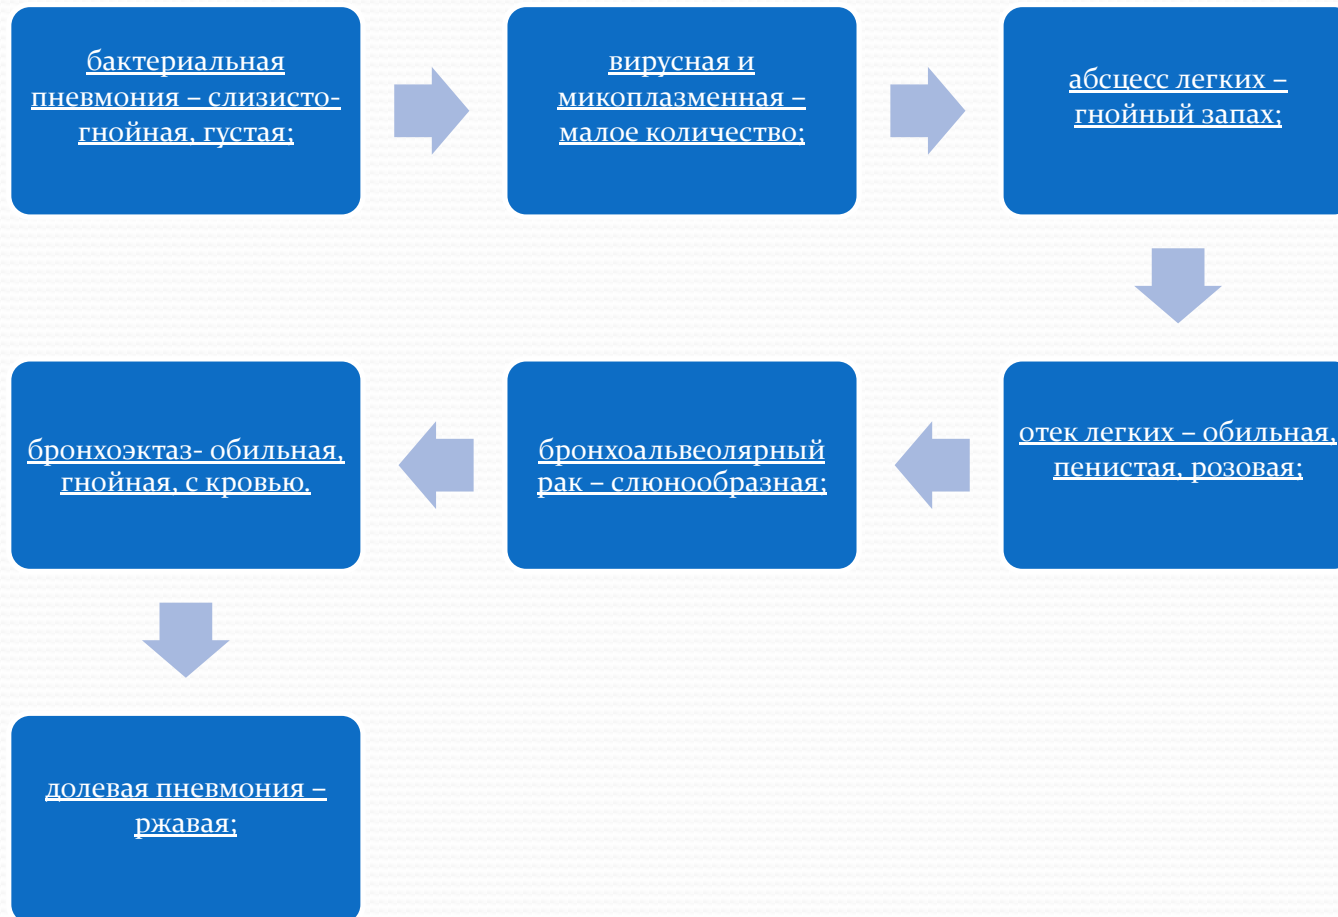 бактериальная
пневмония – слизисто-
гнойная, густая;
вирусная и
микоплазменная –
малое количество;
абсцесс легких –
гнойный запах;
отек легких – обильная,
пенистая, розовая;
бронхоальвеолярный
рак – слюнообразная;
бронхоэктаз- обильная,
гнойная, с кровью.
долевая пневмония –
ржавая;